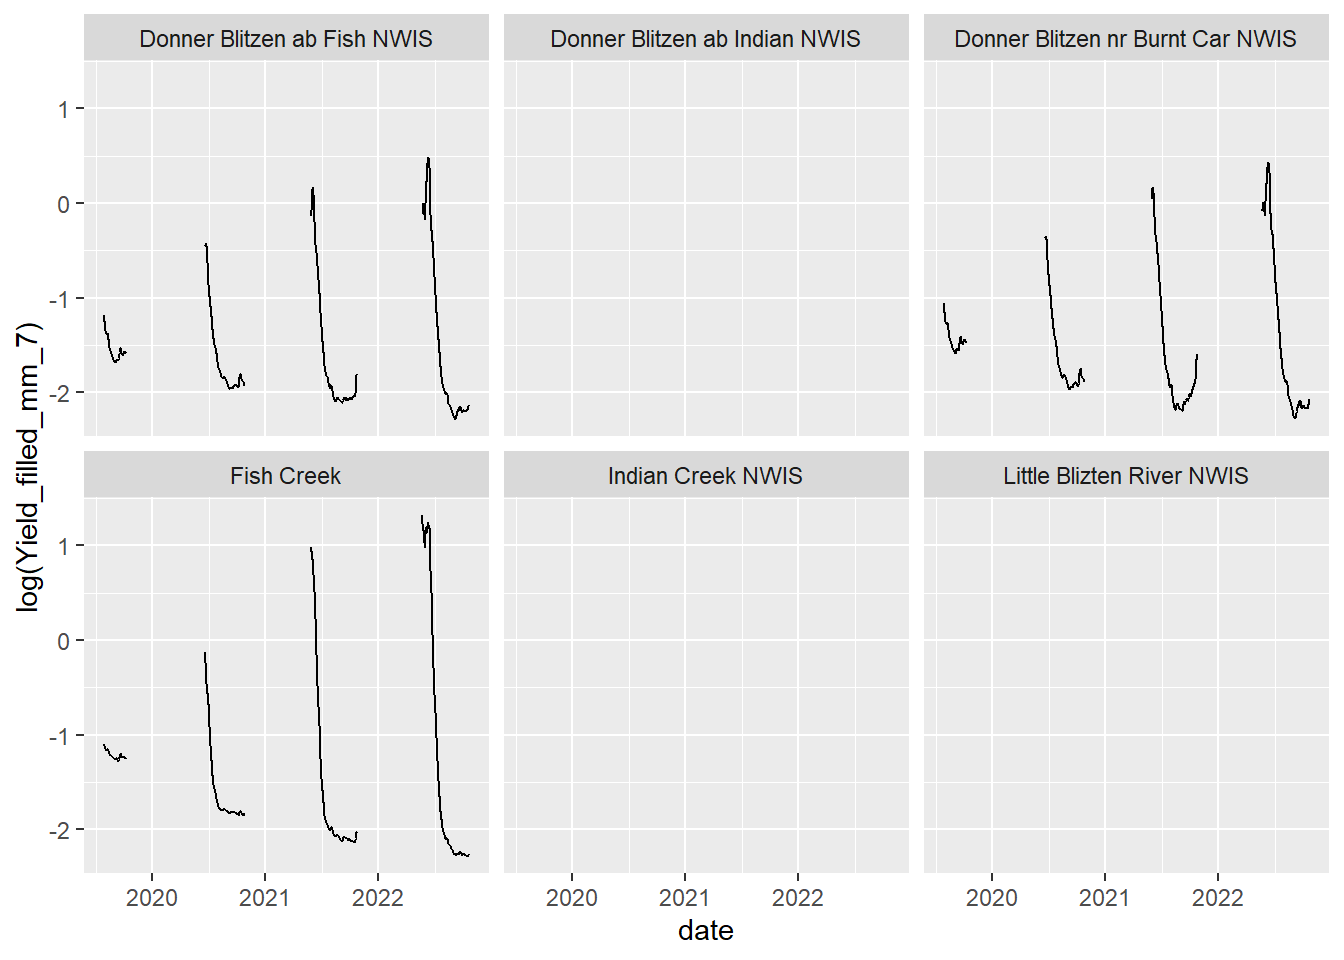 Donner Blitzen ab Fish NWIS
Donner Blitzen ab Indian NWIS
Donner Blitzen nr Burnt Car NWIS
1
0
-1
-2
Fish Creek
Indian Creek NWIS
Little Blizten River NWIS
1
0
-1
-2
log(Yield_filled_mm_7)
2020
2021
2022
2020
2021
2022
2020
2021
2022
date